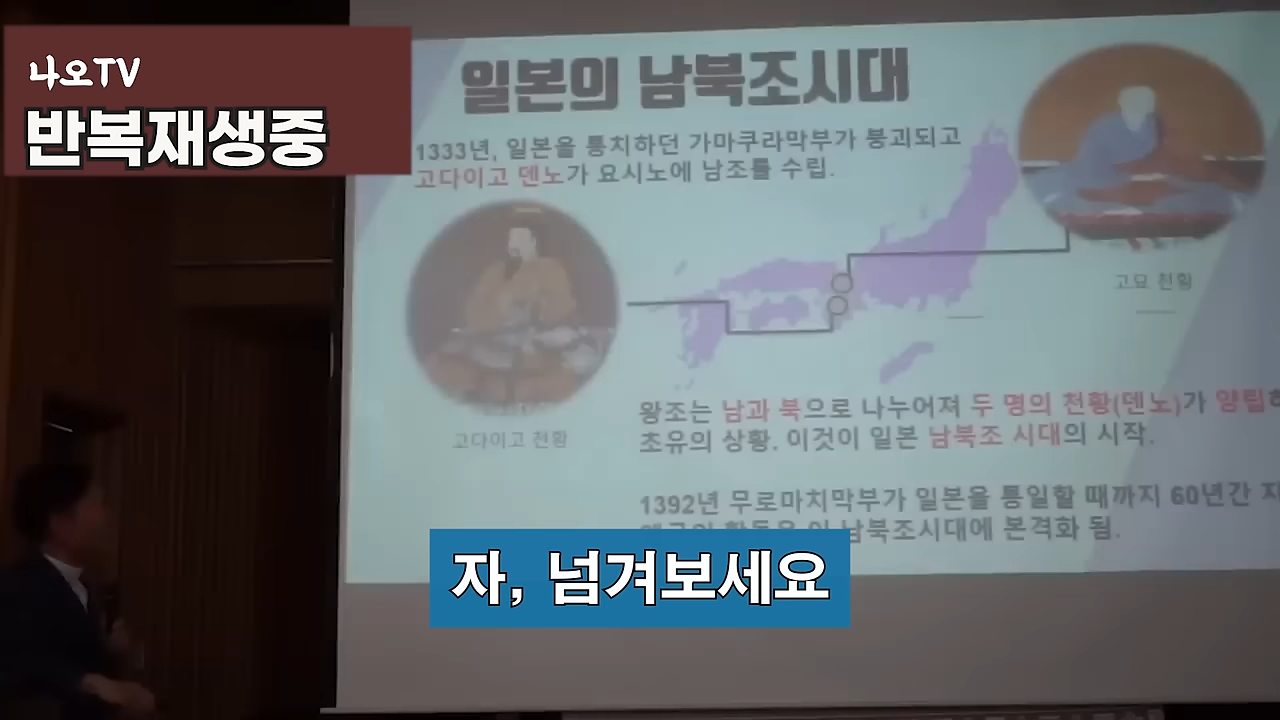 나오TV
반복재생중
일본의 남북조시대
1333년, 일본을 통치하던 가마쿠라막부가 붕괴되고
고다이고 덴노가 요시노에 남조를 수립.
고묘 천황
고다이고 천황
왕조는 남과 북으로 나누어져 두 명의 천황(덴노)가 양립
초유의 상황. 이것이 일본 남북조 시대의 시작.
1392년 무로마치막부가 일본을 통일할 때까지 60년간
남북조시대에 본격화 됨.
자, 넘겨보세요